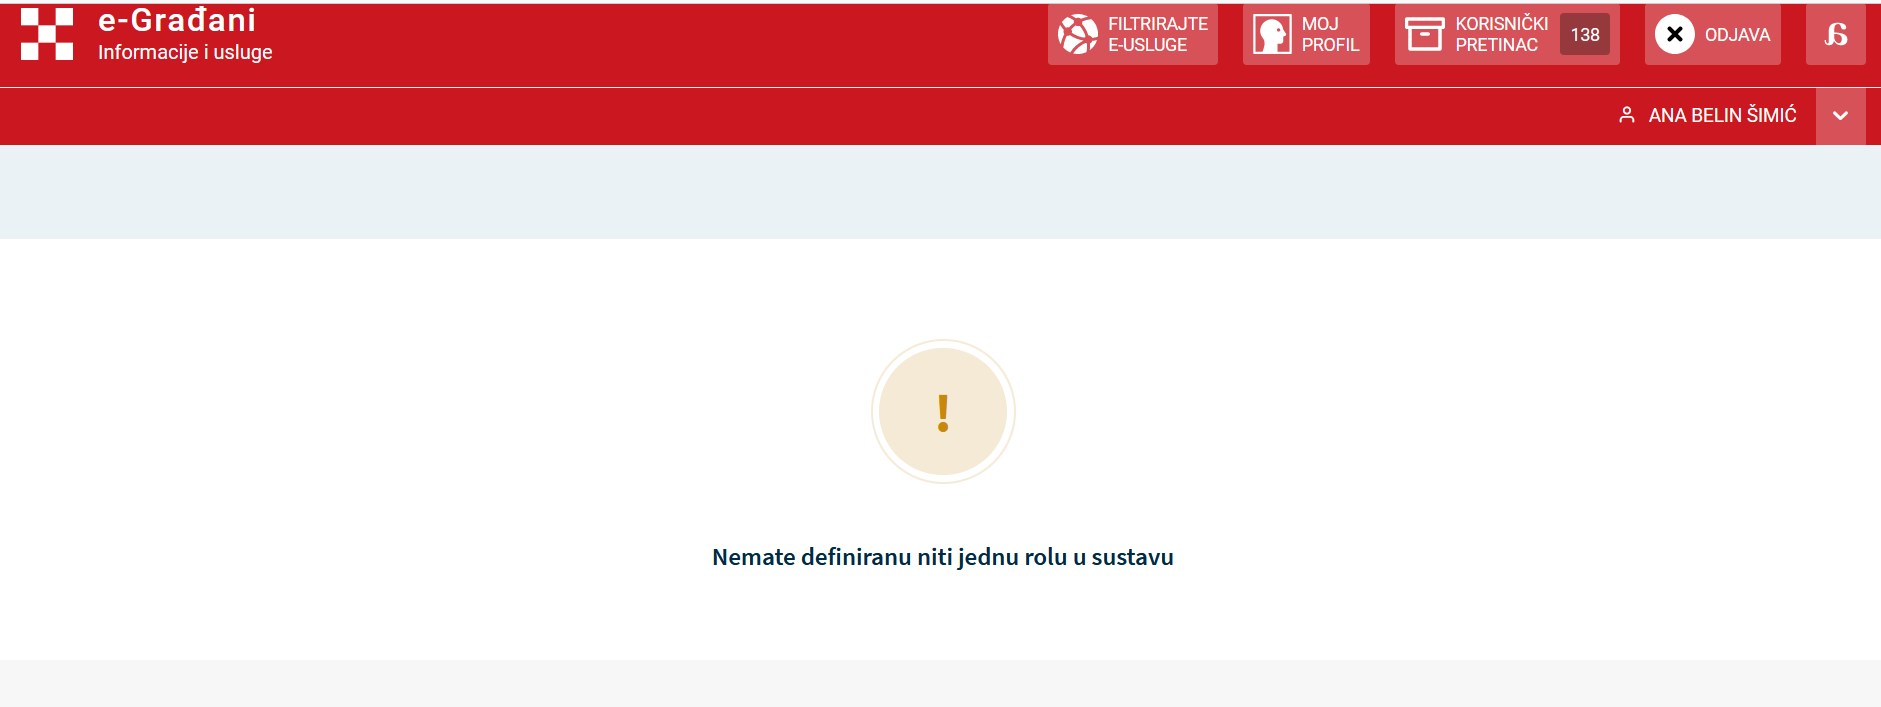 e-Građani
Informacije i usluge
FILTRIRAJTE
E-USLUGE
MOJ
PROFIL
KORISNIČKI
PRETINAC
138
ODJAVA
ANA BELIN ŠIMIĆ
!
Nemate definiranu niti jednu rolu u sustavu